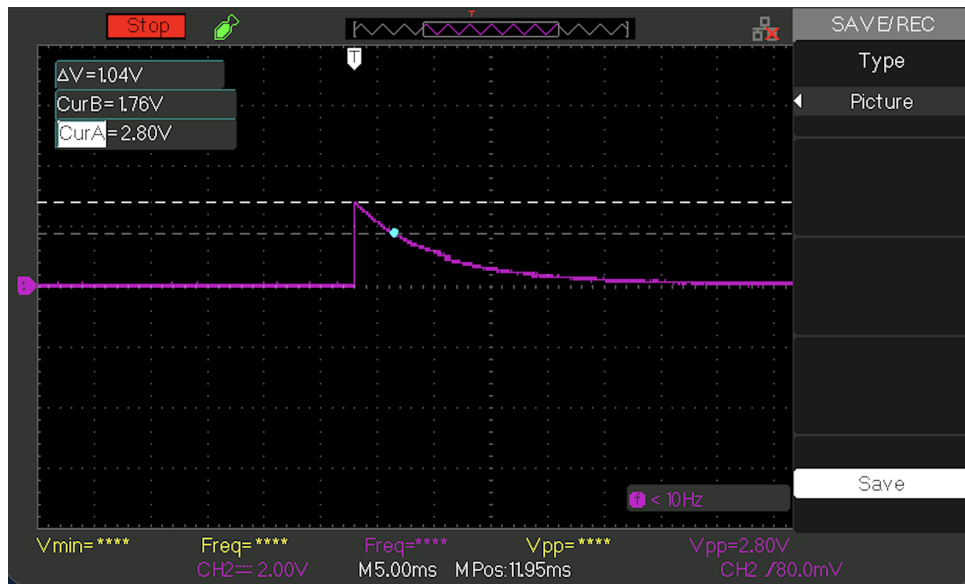 Stop
T
SAVE/REC
T
Type
Picture
ΔV=1.04V
CurB=1.76V
CurA=2.80V
f < 10Hz
Save
Vmin=**** Freq=**** Freq=**** Vpp=**** Vpp=2.80V
CH2 2.00V M5.00ms MPos:11.95ms CH2 80.0mV